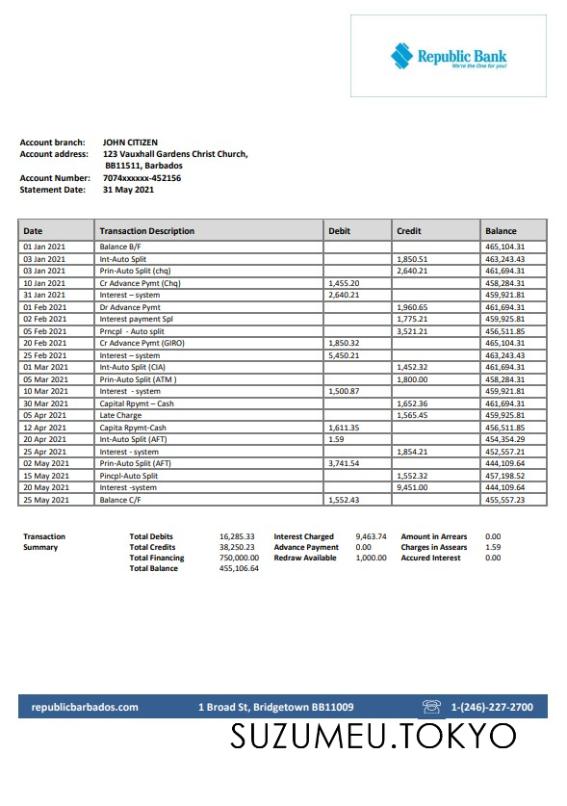 Republic Bank
We're the One for you!
Account branch: JOHN CITIZEN
Account address: 123 Vauxhall Gardens Christ Church,
BB11511, Barbados
Account Number: 7074xxxxxx-452156
Statement Date: 31 May 2021
Date Transaction Description Debit Credit Balance
01 Jan 2021 Balance B/F 465,104.31
03 Jan 2021 Int-Auto Split 1,850.51 463,243.43
03 Jan 2021 Prin-Auto Split (chq) 2,640.21 461,694.31
10 Jan 2021 Cr Advance Pymt (Chq) 1,455.20 458,284.31
31 Jan 2021 Interest – system 2,640.21 459,921.81
01 Feb 2021 Dr Advance Pymt 1,960.65 461,694.31
02 Feb 2021 Interest payment Spl 1,775.21 459,925.81
05 Feb 2021 Prncpl - Auto split 3,521.21 456,511.85
20 Feb 2021 Cr Advance Pymt (GIRO) 1,850.32 465,104.31
25 Feb 2021 Interest – system 5,450.21 463,243.43
01 Mar 2021 Int-Auto Split (CIA) 1,452.32 461,694.31
05 Mar 2021 Prin-Auto Split (ATM ) 1,800.00 458,284.31
10 Mar 2021 Interest - system 1,500.87 459,921.81
30 Mar 2021 Capital Rpymt – Cash 1,652.36 461,694.31
05 Apr 2021 Late Charge 1,565.45 459,925.81
12 Apr 2021 Capita Rpymt-Cash 1,611.35 456,511.85
20 Apr 2021 Int-Auto Split (AFT) 1.59 454,354.29
25 Apr 2021 Interest - system 1,854.21 452,557.21
02 May 2021 Prin-Auto Split (AFT) 3,741.54 444,109.64
15 May 2021 Pincpl-Auto Split 1,552.32 457,198.52
20 May 2021 Interest -system 9,451.00 444,109.64
25 May 2021 Balance C/F 1,552.43 455,557.23
Transaction Total Debits 16,285.33 Interest Charged 9,463.74 Amount in Arrears 0.00
Summary Total Credits 38,250.23 Advance Payment 0.00 Charges in Assears 1.59
Total Financing 750,000.00 Redraw Available 1,000.00 Accured Interest 0.00
Total Balance 455,106.64
republicbarbados.com 1 Broad St, Bridgetown BB11009 1-(246)-227-2700
SUZUMEU.TOKYO